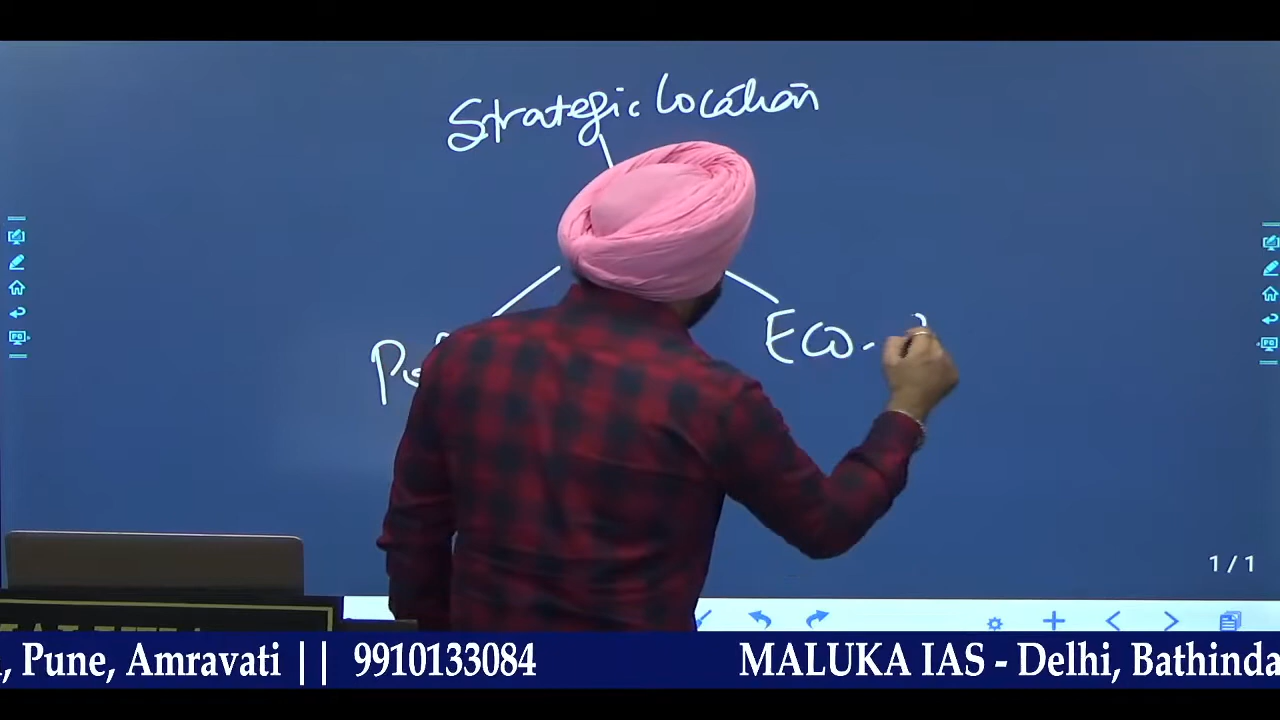 Strategic Location
Eco.
1/1
, Pune, Amravati || 9910133084
MALUKA IAS - Delhi, Bathinda